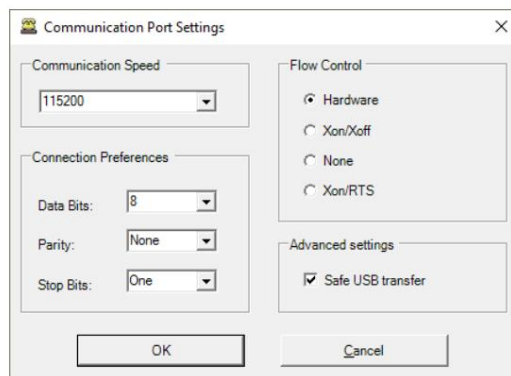 Communication Port Settings
Communication Speed
115200
Connection Preferences
Data Bits: 8
Parity: None
Stop Bits: One
Flow Control
Hardware
Xon/Xoff
None
Xon/RTS
Advanced settings
Safe USB transfer
OK
Cancel